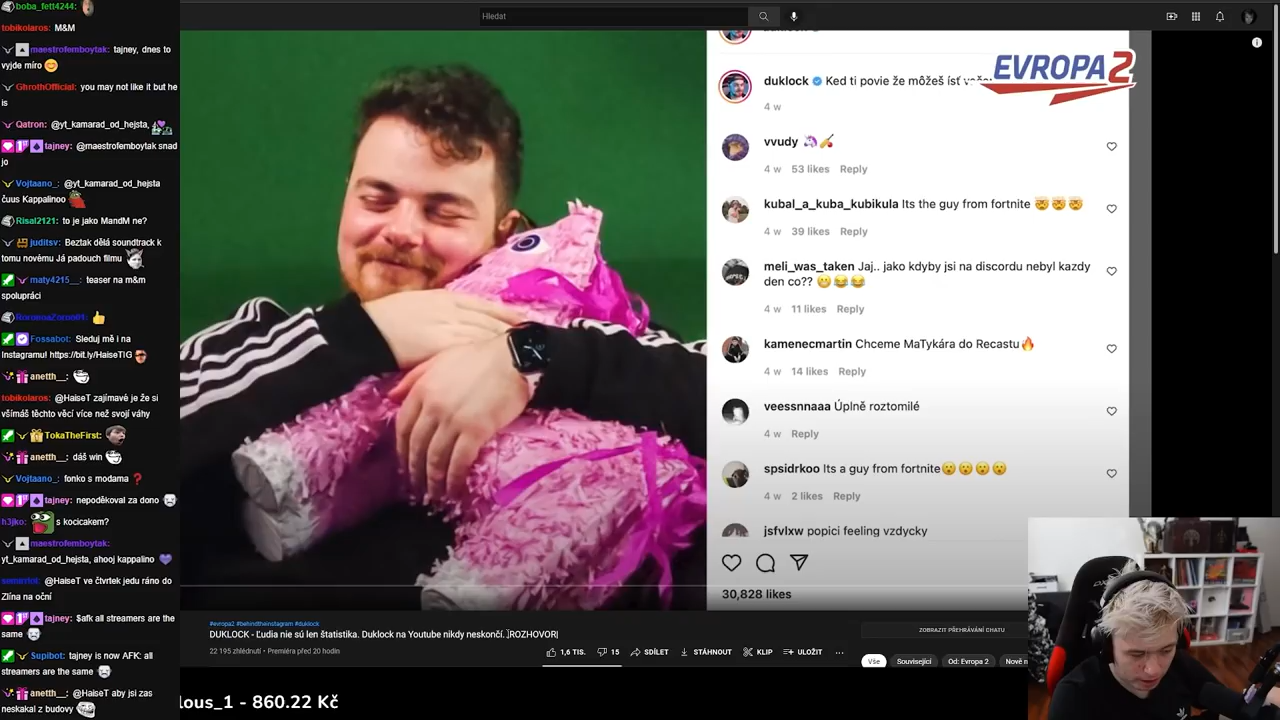 boba_fett4244:
tobikolaros: M&M
maestrofemboytak: tajney, dnes to
vyjde míro
GhrothOfficial: you may not like it but he
is
Qatron: @yt_kamarad_od_hejsta,
tajney: @maestrofemboytak snad
jo
Vojtaano_: @yt_kamarad_od_hejsta
čuus Kappalinoo
Risal2121: to je jako MandM ne?
juditsv: Beztak dělá soundtrack k
tomu novému Já padouch filmu
maty4215__: teaser na m&m
spolupráci
Fossabot: Sleduj mě i na
Instagramu! https://bit.ly/HaiseTIG
anetth__:
tobikolaros: @HaiseT zajímavé je že si
všímáš těchto věcí více než svojí váhy
TokaTheFirst:
anetth__: dáš win
Vojtaano_: fonko s modama
tajney: nepoděkoval za dono
h3jko: s kocicakem?
maestrofemboytak:
yt_kamarad_od_hejsta, ahooj kappalino
@HaiseT ve čtvrtek jedu ráno do
Zlína na oční
tajney: $afk all streamers are the
same
Supibot: tajney is now AFK: all
streamers are the same
anetth__: @HaiseT aby jsi zas
neskakal z budovy
Hledat
EVROPA 2
duklock Ked ti povie že môžeš ísť
4 w
vvudy
4 w 53 likes Reply
kubal_a_kuba_kubikula Its the guy from fortnite
4 w 39 likes Reply
meli_was_taken Jaj.. jako kdyby jsi na discordu nebyl kazdy
den co??
4 w 11 likes Reply
kamenecmartin Chceme MaTykára do Recastu
4 w 14 likes Reply
veessnnaaa Úplně roztomilé
4 w Reply
spsidrkoo Its a guy from fortnite
4 w 2 likes Reply
jsfvlxw popici feeling vzdycky
30,828 likes
#evropa2 #behindtheinstagram #duklock
DUKLOCK - Ľudia nie sú len štatistika. Duklock na Youtube nikdy neskončí. |ROZHOVOR|
22 195 zhlédnutí • Premiéra před 20 hodin
1,6 TIS. 15 SDÍLET STÁHNOUT KLIP ULOŽIT ...
ZOBRAZIT PŘEHRÁVÁNÍ CHATU
Vše Související Od: Evropa 2
lous_1 - 860.22 Kč